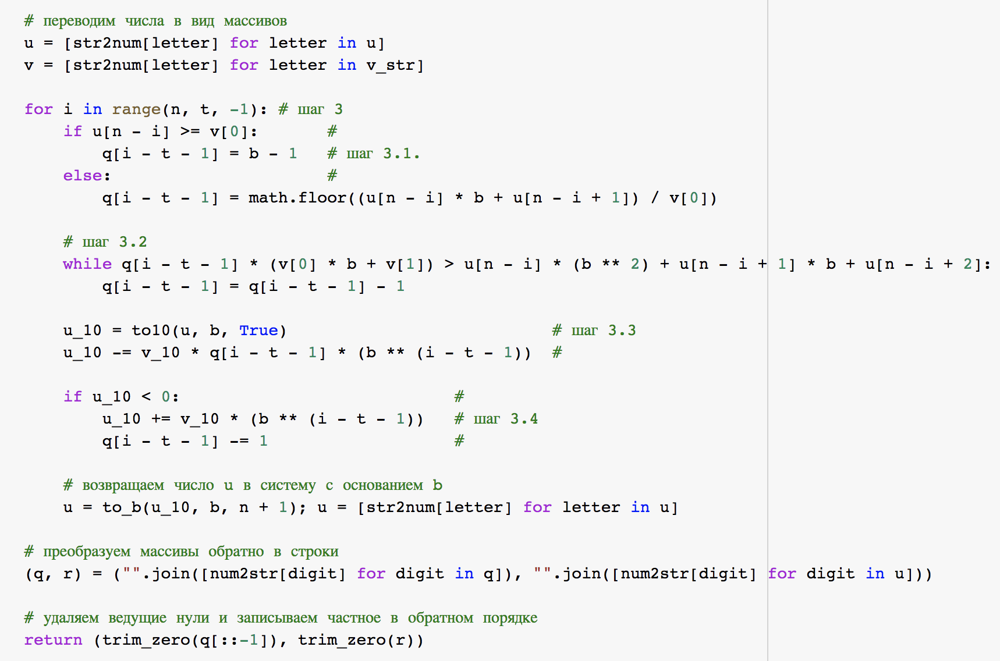 # переводим числа в вид массивов
u = [str2num[letter] for letter in u]
v = [str2num[letter] for letter in v_str]
for i in range(n, t, -1): # шаг 3
if u[n - i] >= v[0]: #
q[i - t - 1] = b - 1 # шаг 3.1.
else: #
q[i - t - 1] = math.floor((u[n - i] * b + u[n - i + 1]) / v[0])
# шаг 3.2
while q[i - t - 1] * (v[0] * b + v[1]) > u[n - i] * (b ** 2) + u[n - i + 1] * b + u[n - i + 2]:
q[i - t - 1] = q[i - t - 1] - 1
u_10 = to10(u, b, True) # шаг 3.3
u_10 -= v_10 * q[i - t - 1] * (b ** (i - t - 1)) #
if u_10 < 0: #
u_10 += v_10 * (b ** (i - t - 1)) # шаг 3.4
q[i - t - 1] -= 1 #
# возвращаем число u в систему с основанием b
u = to_b(u_10, b, n + 1); u = [str2num[letter] for letter in u]
# преобразуем массивы обратно в строки
(q, r) = ("".join([num2str[digit] for digit in q]), "".join([num2str[digit] for digit in u]))
# удаляем ведущие нули и записываем частное в обратном порядке
return (trim_zero(q[::-1]), trim_zero(r))